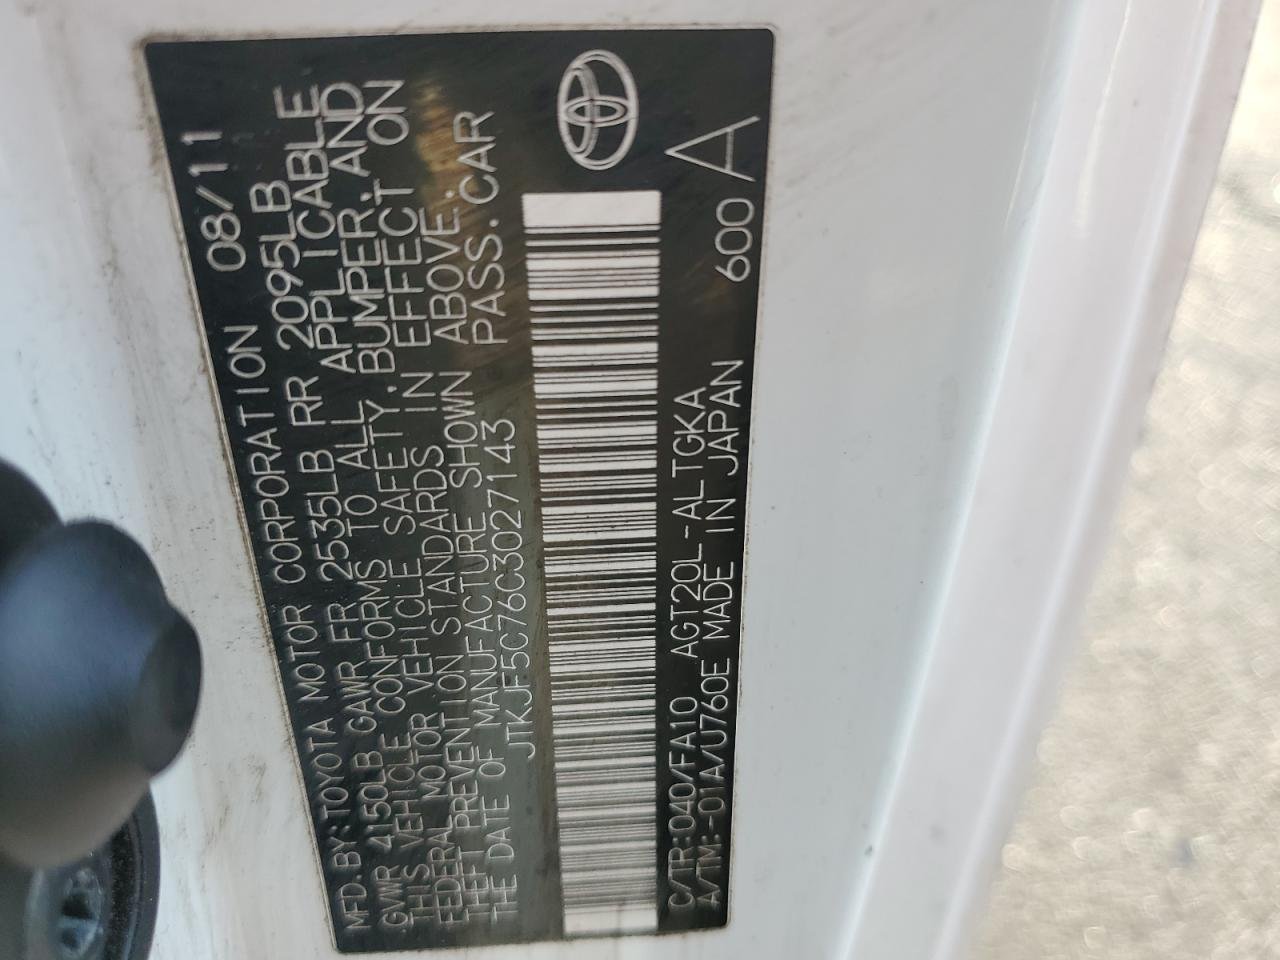 MFD. BY: TOYOTA MOTOR CORPORATION 08/11
GVWR 4150LB GAWR FR 2535LB RR 2095LB
THIS VEHICLE CONFORMS TO ALL APPLICABLE
FEDERAL MOTOR VEHICLE SAFETY, BUMPER, AND
THEFT PREVENTION STANDARDS IN EFFECT ON
THE DATE OF MANUFACTURE SHOWN ABOVE.
JTKJF5C76C3027143 PASS. CAR
C/TR: 040/FA10 AGT20L-ALTGKA
A/TM: -01A/U760E MADE IN JAPAN 600 A